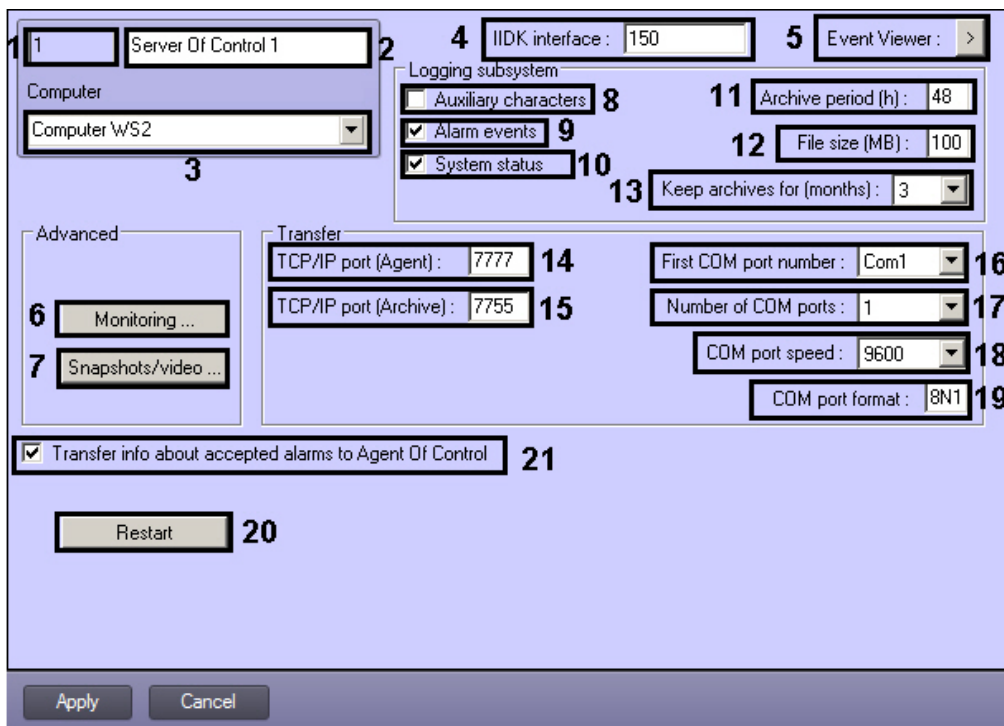 1 1 Server Of Control 1 2
Computer
Computer WS2
3
4 IIDK interface : 150
5 Event Viewer : >
Logging subsystem
Auxiliary characters 8
Alarm events 9
System status 10
11 Archive period (h) : 48
12 File size (MB) : 100
13 Keep archives for (months) : 3
Advanced
6 Monitoring ...
7 Snapshots/video ...
Transfer
TCP/IP port (Agent) : 7777 14
TCP/IP port (Archive) : 7755 15
First COM port number : Com1 16
Number of COM ports : 1 17
COM port speed : 9600 18
COM port format : 8N1 19
Transfer info about accepted alarms to Agent Of Control 21
Restart 20
Apply Cancel